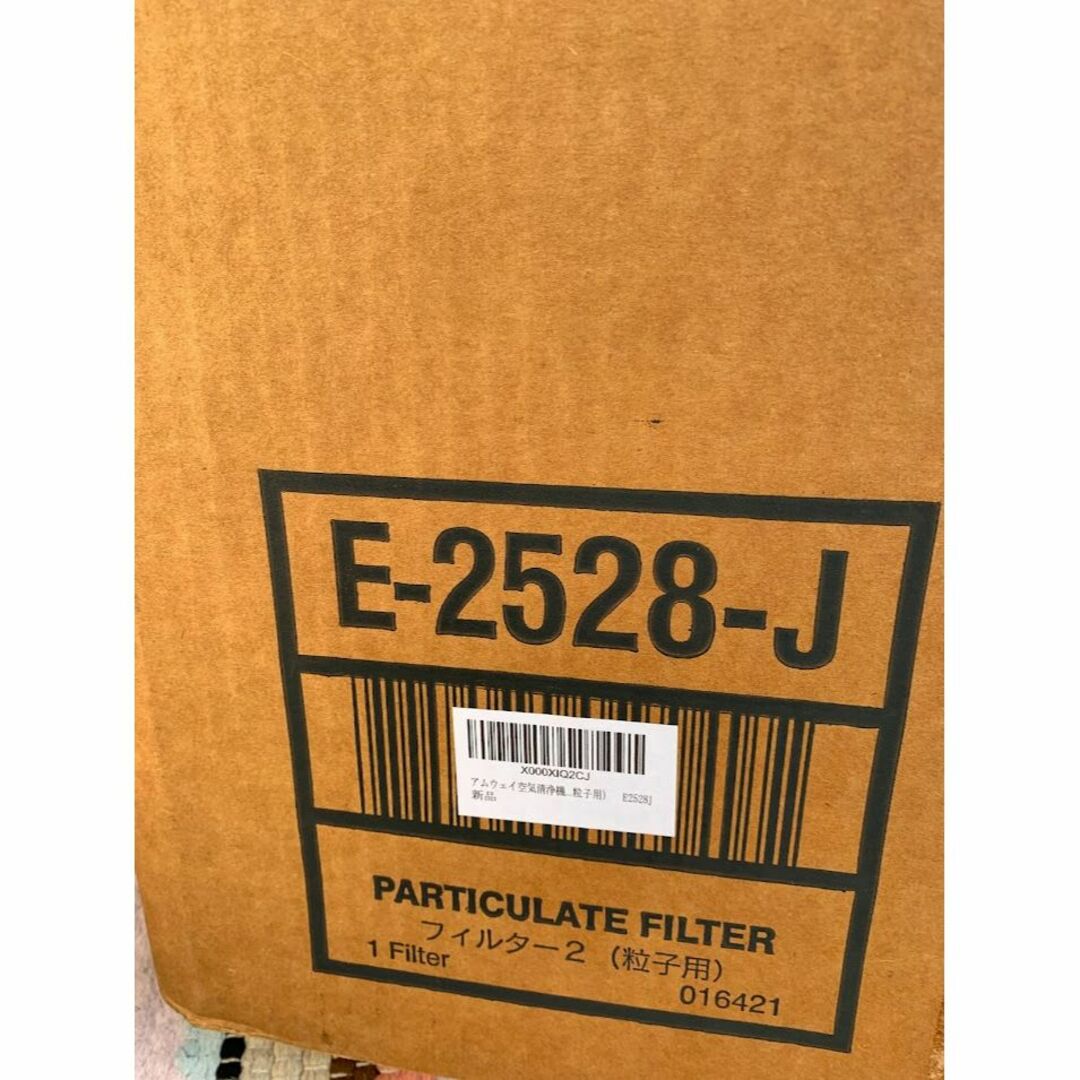 E-2528-J
X000XIQ2CJ
アムウェイ空気清浄機...粒子用） E2528J
新品
PARTICULATE FILTER
フィルター2（粒子用）
1 Filter
016421